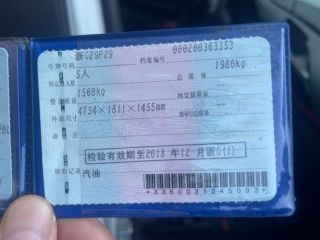 号牌号码 浙G29P29 档案编号 000200363353
核定载人数 5人 总质量 1980kg
整备质量 1560kg 核定载质量 --
外廓尺寸 4734×1811×1455mm 准牵引总质量 --
备注
检验有效期至2018年12月浙G(1)
检验记录 汽油
*3360031245093*